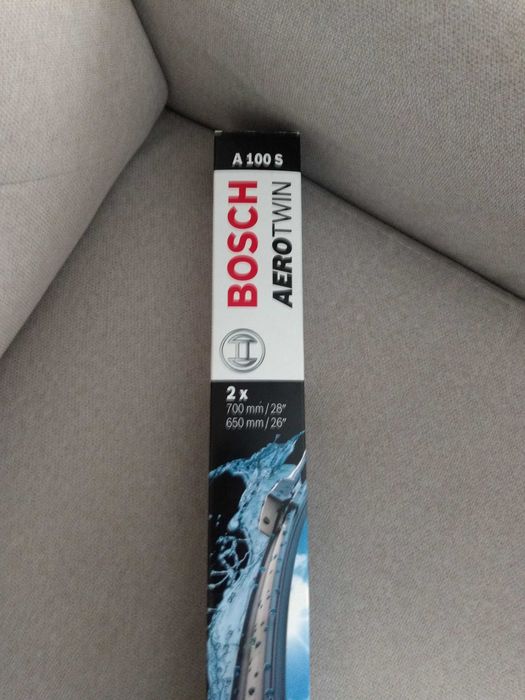 A 100 S
BOSCH
AEROTWIN
2 x
700 mm / 28"
650 mm / 26"